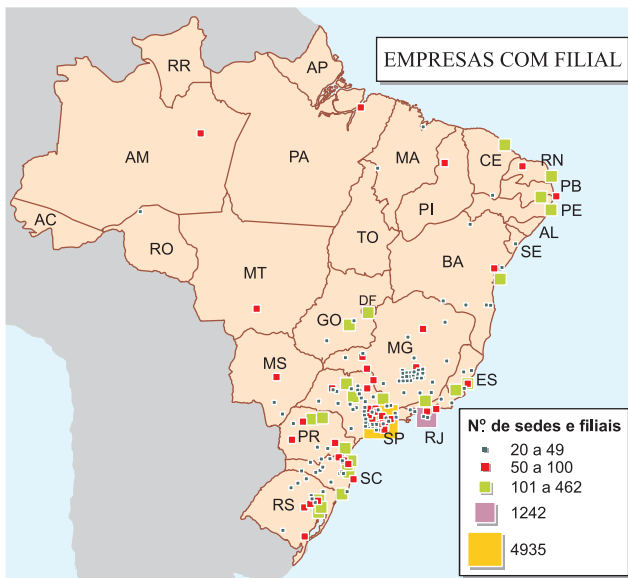 EMPRESAS COM FILIAL
RR
AP
AM
PA
MA
CE
RN
PB
PE
AL
SE
PI
AC
RO
TO
BA
MT
DF
GO
MG
MS
ES
SP
RJ
PR
SC
RS
Nº. de sedes e filiais
20 a 49
50 a 100
101 a 462
1242
4935